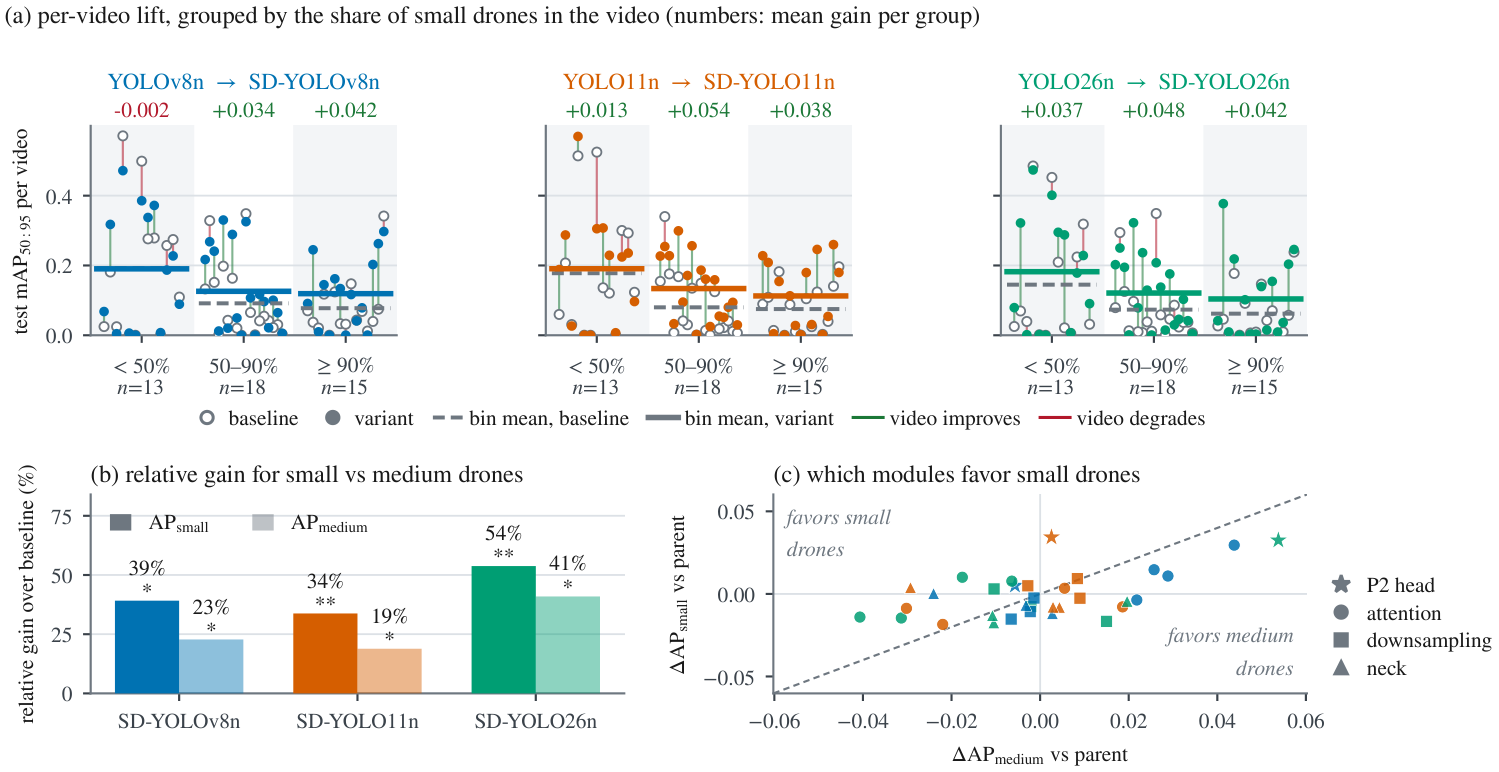 (a) per-video lift, grouped by the share of small drones in the video (numbers: mean gain per group)
YOLOv8n → SD-YOLOv8n
-0.002 +0.034 +0.042
YOLO11n → SD-YOLO11n
+0.013 +0.054 +0.038
YOLO26n → SD-YOLO26n
+0.037 +0.048 +0.042
test mAP50:95 per video
0.4
0.2
0.0
< 50% 50–90% ≥ 90%
n=13 n=18 n=15
< 50% 50–90% ≥ 90%
n=13 n=18 n=15
< 50% 50–90% ≥ 90%
n=13 n=18 n=15
baseline variant bin mean, baseline bin mean, variant video improves video degrades
(b) relative gain for small vs medium drones
relative gain over baseline (%)
75
50
25
0
APsmall APmedium
39%
*
23%
*
34%
**
19%
*
54%
**
41%
*
SD-YOLOv8n SD-YOLO11n SD-YOLO26n
(c) which modules favor small drones
ΔAPsmall vs parent
0.05
0.00
−0.05
favors small
drones
favors medium
drones
−0.06 −0.04 −0.02 0.00 0.02 0.04 0.06
ΔAPmedium vs parent
P2 head
attention
downsampling
neck